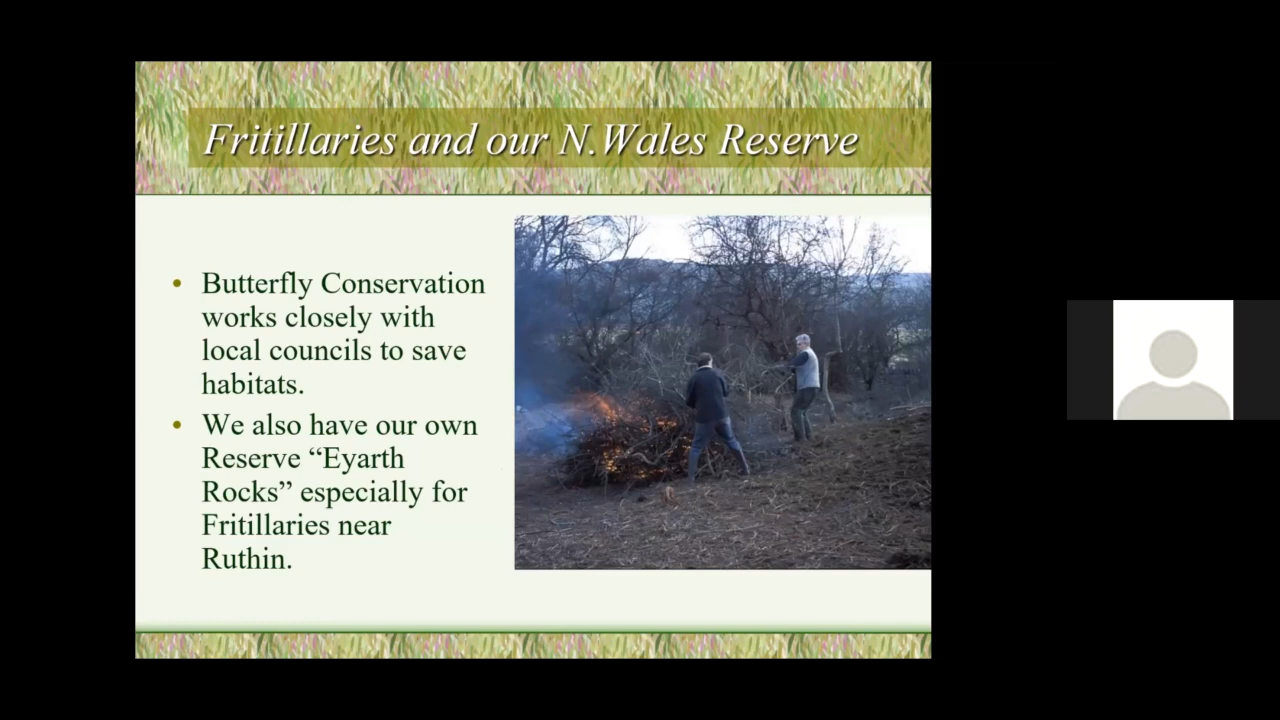 Fritillaries and our N.Wales Reserve
• Butterfly Conservation
works closely with
local councils to save
habitats.
• We also have our own
Reserve “Eyarth
Rocks” especially for
Fritillaries near
Ruthin.